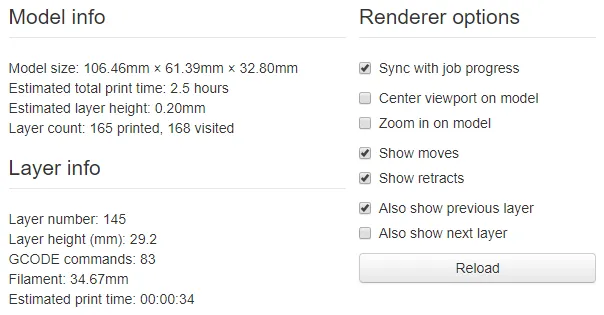 Model info
Model size: 106.46mm × 61.39mm × 32.80mm
Estimated total print time: 2.5 hours
Estimated layer height: 0.20mm
Layer count: 165 printed, 168 visited
Layer info
Layer number: 145
Layer height (mm): 29.2
GCODE commands: 83
Filament: 34.67mm
Estimated print time: 00:00:34
Renderer options
Sync with job progress
Center viewport on model
Zoom in on model
Show moves
Show retracts
Also show previous layer
Also show next layer
Reload